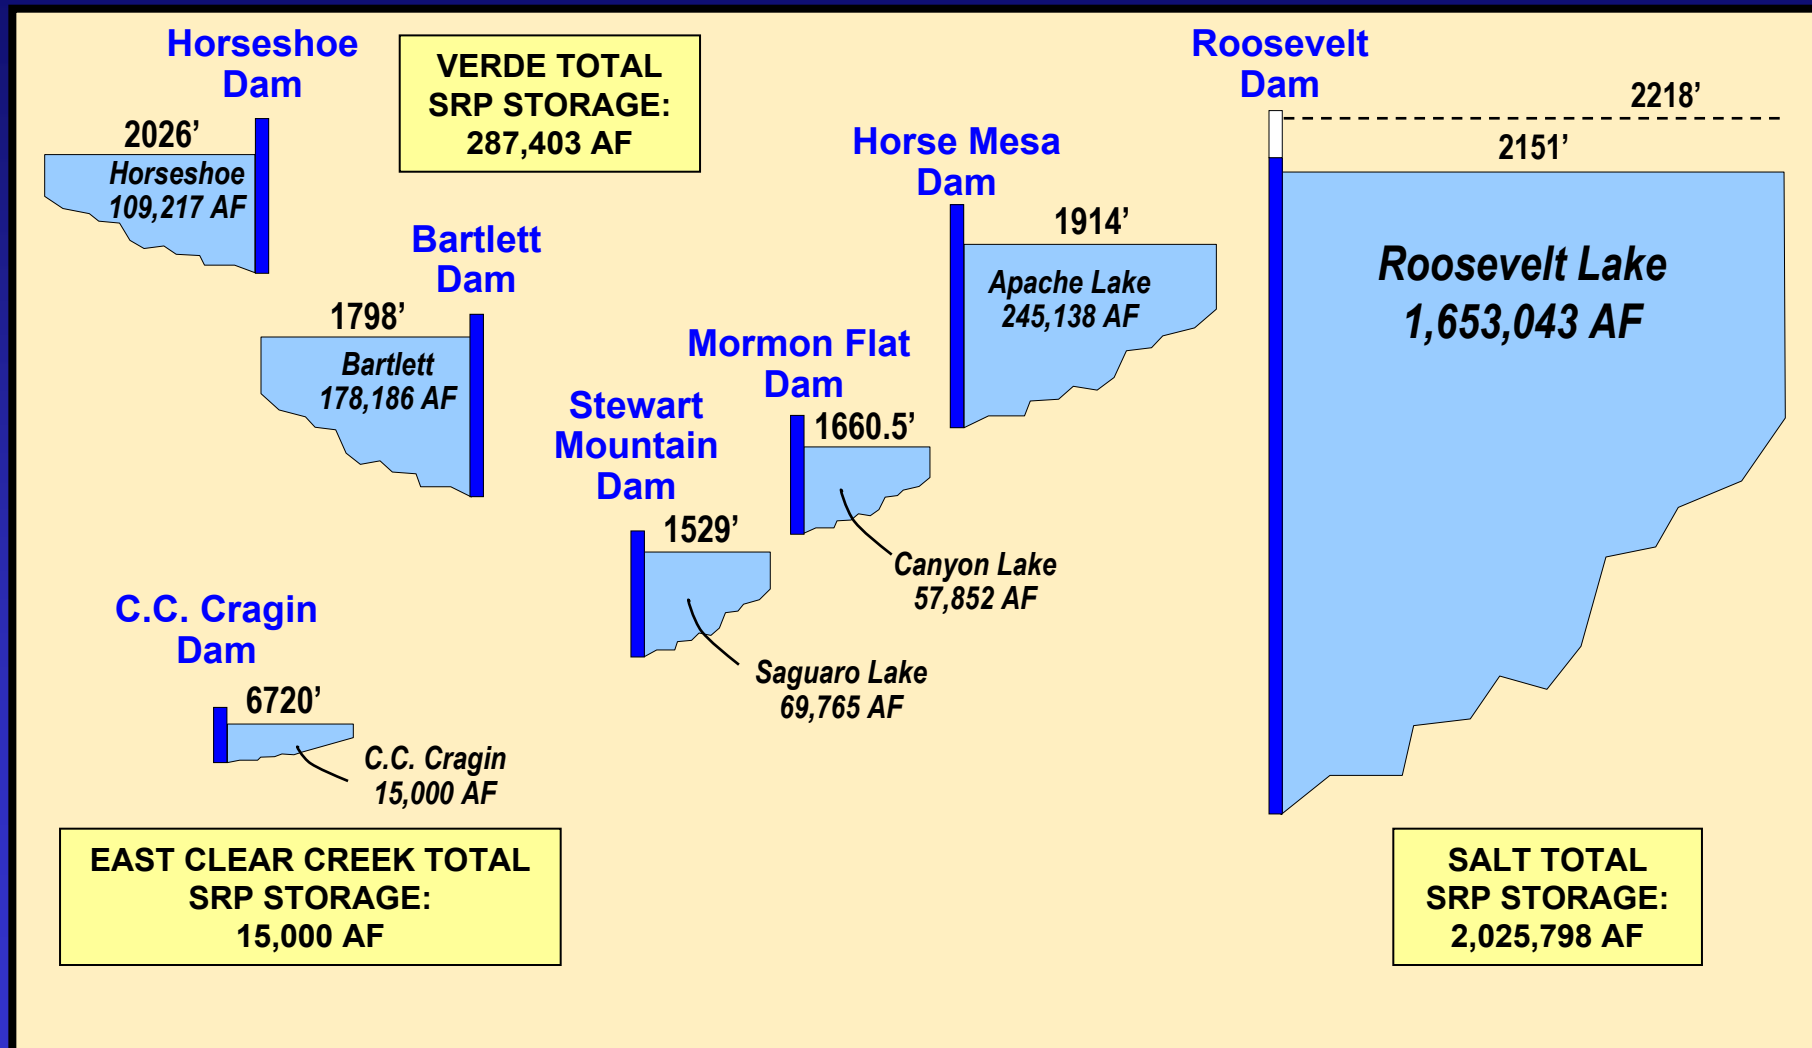 Horseshoe
Dam
2026’
Horseshoe
109,217 AF
VERDE TOTAL
SRP STORAGE:
287,403 AF
Bartlett
Dam
1798’
Bartlett
178,186 AF
Stewart
Mountain
Dam
1529’
Saguaro Lake
69,765 AF
Mormon Flat
Dam
1660.5’
Canyon Lake
57,852 AF
Horse Mesa
Dam
1914’
Apache Lake
245,138 AF
Roosevelt
Dam
2218’
2151’
Roosevelt Lake
1,653,043 AF
C.C. Cragin
Dam
6720’
C.C. Cragin
15,000 AF
EAST CLEAR CREEK TOTAL
SRP STORAGE:
15,000 AF
SALT TOTAL
SRP STORAGE:
2,025,798 AF